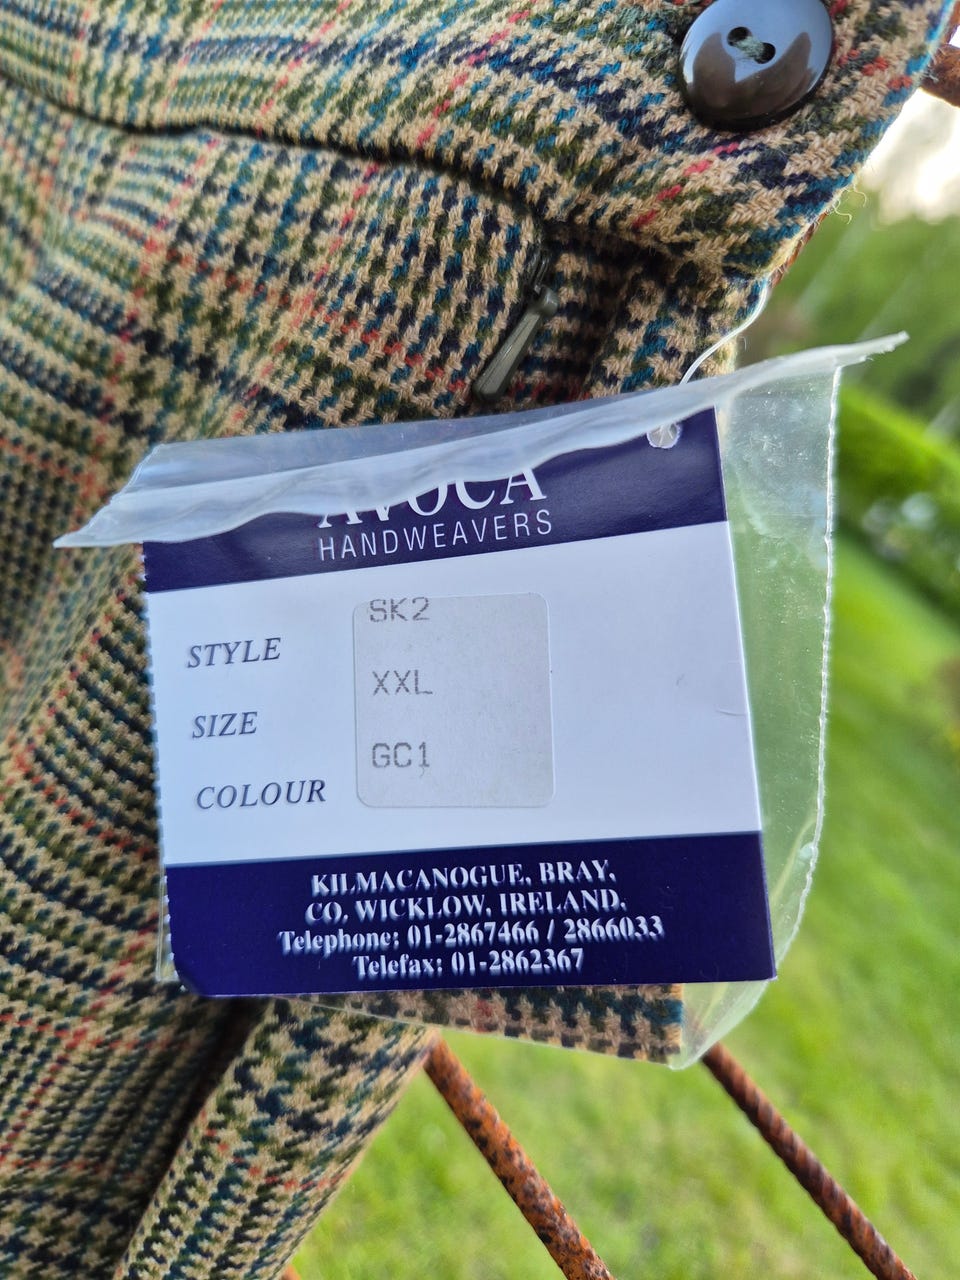 AVOCA
HANDWEAVERS
STYLE SK2
SIZE XXL
COLOUR GC1
KILMACANOGUE, BRAY,
CO. WICKLOW, IRELAND.
Telephone: 01-2867466 / 2866033
Telefax: 01-2862367